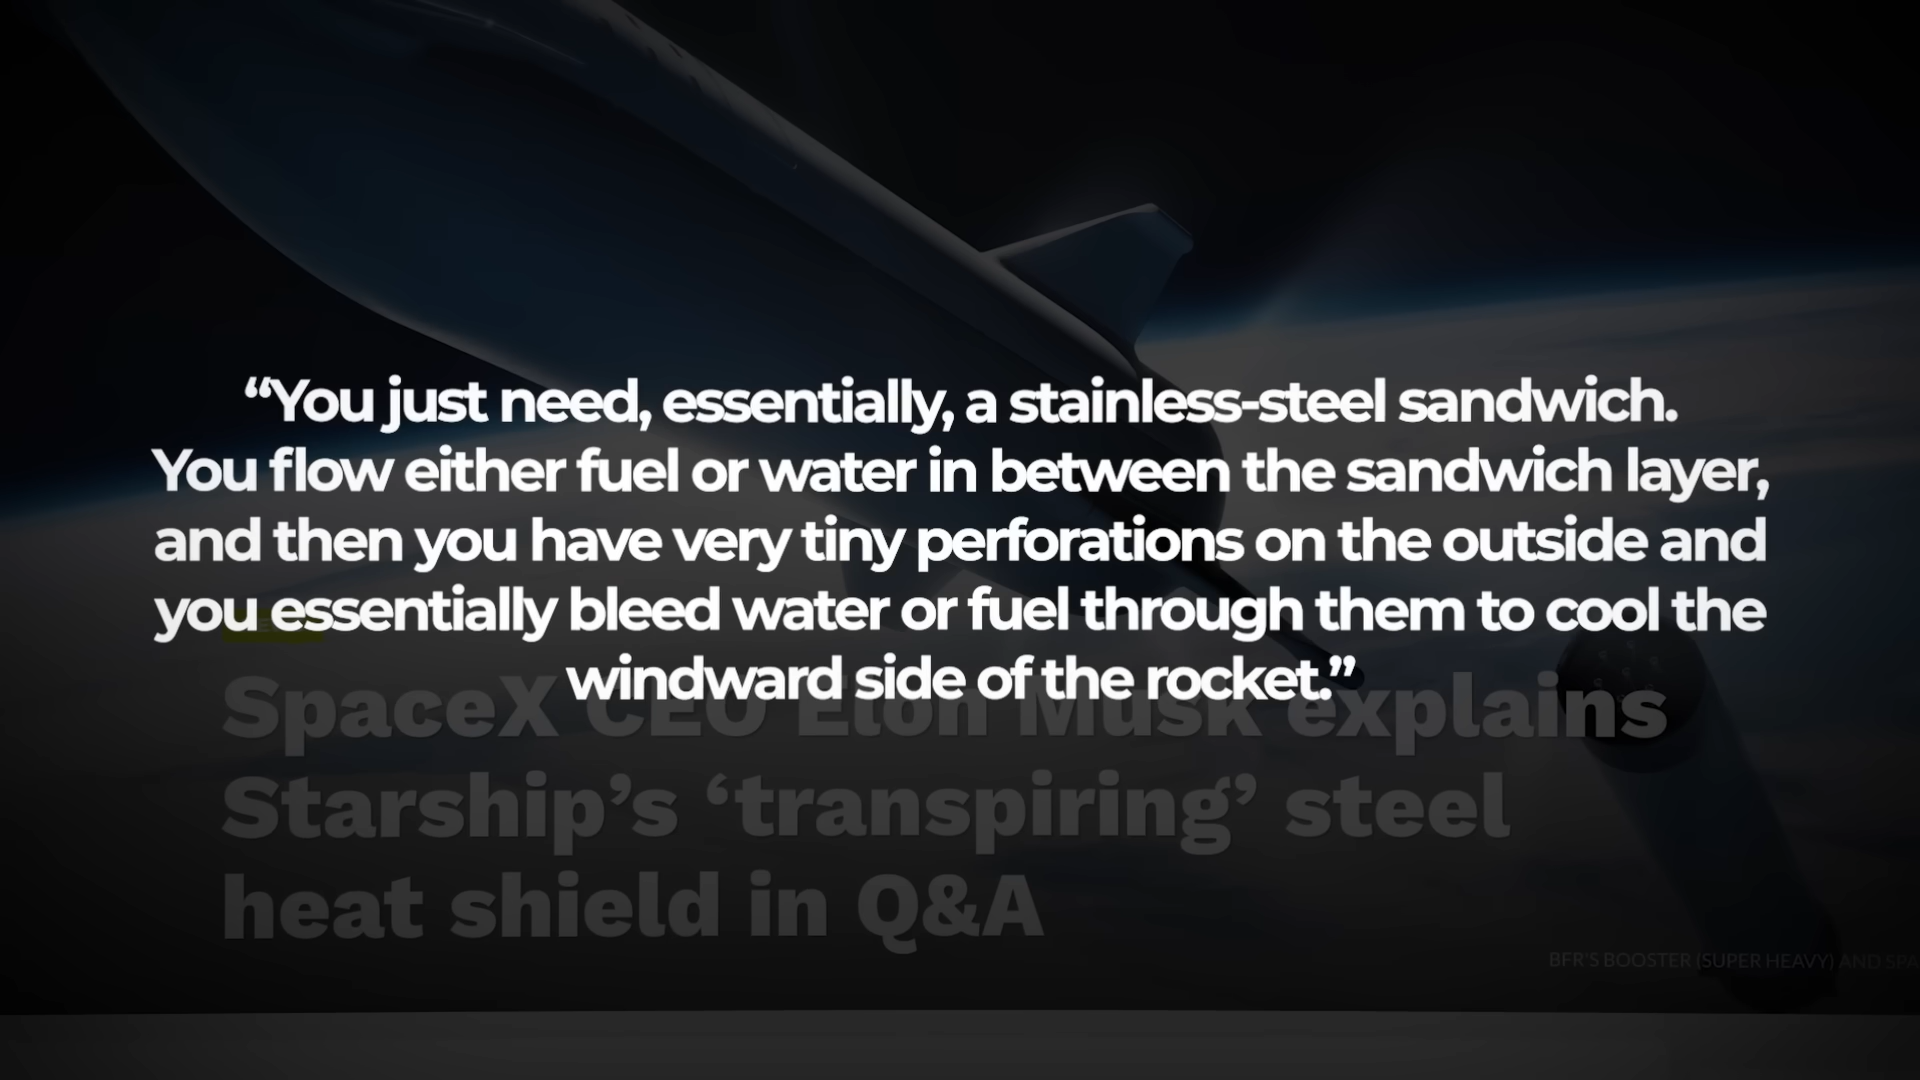 “You just need, essentially, a stainless-steel sandwich.
You flow either fuel or water in between the sandwich layer,
and then you have very tiny perforations on the outside and
you essentially bleed water or fuel through them to cool the
windward side of the rocket.”
SpaceX CEO Elon Musk explains
Starship’s ‘transpiring’ steel
heat shield in Q&A
BFR'S BOOSTER (SUPER HEAVY) AND SPA